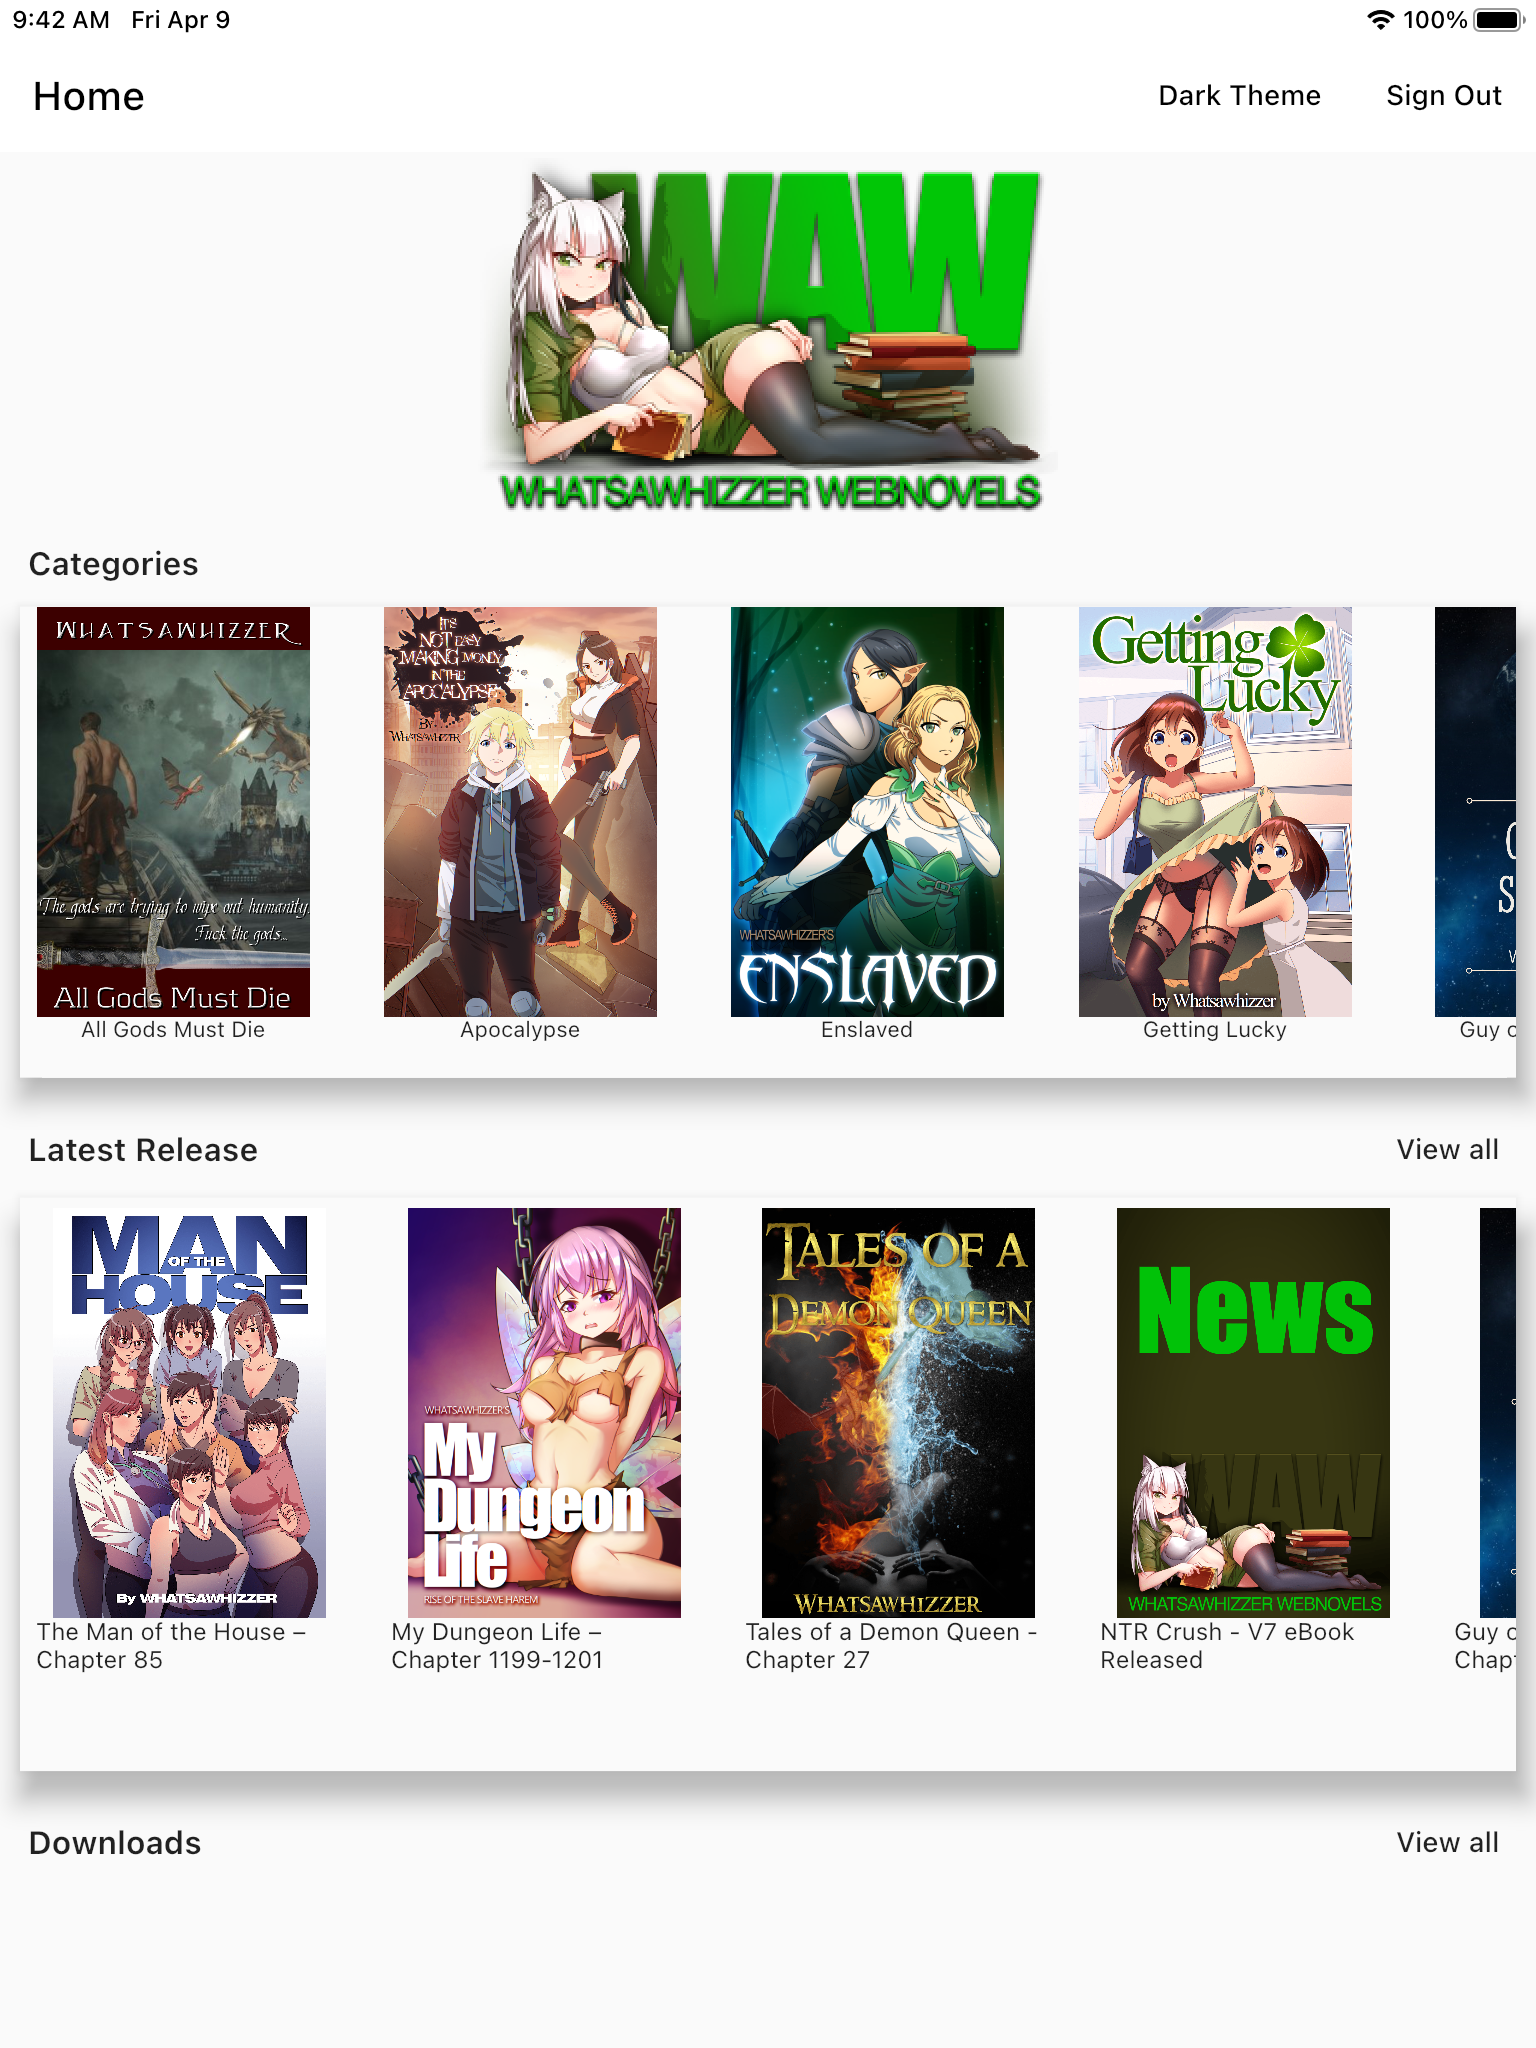 9:42 AM Fri Apr 9
100%
Home
Dark Theme
Sign Out
WAW
WHATSAWHIZZER WEBNOVELS
Categories
WHATSAWHIZZER
The gods are trying to wipe out humanity.
Fuck the gods...
All Gods Must Die
All Gods Must Die
IT'S
NOT EASY
MAKING MONEY
IN THE
APOCALYPSE
BY
WHATSAWHIZZER
Apocalypse
WHATSAWHIZZER'S
ENSLAVED
Enslaved
Getting
Lucky
by Whatsawhizzer
Getting Lucky
Guy
Latest Release
View all
MAN
OF THE
HOUSE
By WHATSAWHIZZER
The Man of the House –
Chapter 85
WHATSAWHIZZER'S
My
Dungeon
Life
RISE OF THE SLAVE HAREM
My Dungeon Life –
Chapter 1199-1201
TALES OF A
DEMON QUEEN
WHATSAWHIZZER
Tales of a Demon Queen -
Chapter 27
News
WAW
WHATSAWHIZZER WEBNOVELS
NTR Crush - V7 eBook
Released
Guy
Chap
Downloads
View all